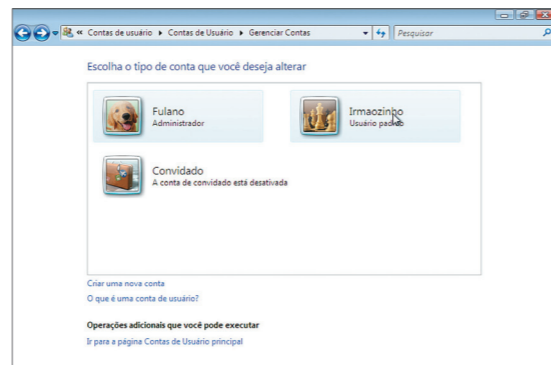 « Contas de usuário ▸ Contas de Usuário ▸ Gerenciar Contas
Pesquisar
Escolha o tipo de conta que você deseja alterar
Fulano
Administrador
Irmaozinho
Usuário padrão
Convidado
A conta de convidado está desativada
Criar uma nova conta
O que é uma conta de usuário?
Operações adicionais que você pode executar
Ir para a página Contas de Usuário principal